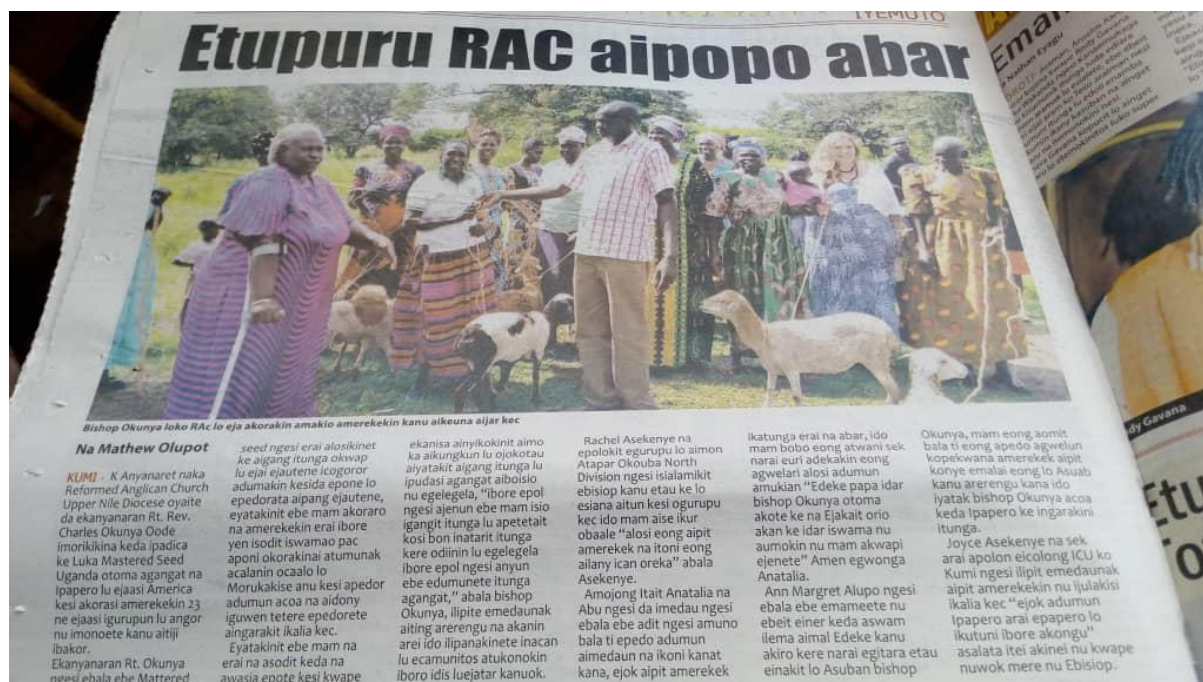 IYEMUTO
Etupuru RAC aipopo abar
Bishop Okunya loko RAc lo eja akorakin amakio amerekekin kanu aikeuna aijar kec
Na Mathew Olupot
KUMI - K Anyanaret naka
Reformed Anglican Church
Upper Nile Diocese oyaite
da ekanyanaran Rt. Rev.
Charles Okunya Oode
imorikikina keda ipadica
ke Luka Mastered Seed
Uganda otoma agangat na
Ipapero lu ejaasi America
kesi akorasi amerekekin 23
ne ejaasi igurupun lu angor
nu imonoete kanu aitiji
ibakor.
Ekanyanaran Rt. Okunya
ngesi ebala ebe Mattered
seed ngesi erai alosikinet
ke aigang itunga okwap
lu ejai ejautene icogoror
adumakin kesida epone lo
epedorata aipang ejautene,
eyatakinit ebe mam akoraro
na amerekekin erai ibore
yen isodit iswamao pac
aponi okorakinai atumunak
acalanin ocaalo lo
Morukakise anu kesi apedor
adumun acoa na aidony
iguwen tetere epedorete
aingarakit ikalia kec.
Eyatakinit ebe mam na
erai na asodit keda na
awasia epote kesi kwape
ekanisa ainyikokinit aimo
ka aikungkun lu ojokotau
aiyatakit aigang itunga lu
ipudasi agangat aiboisio
nu egelegela, "ibore epol
ngesi ajenun ebe mam isio
igangit itunga lu apetetait
kosi bon inatarit itunga
kere odiinin lu egelegela
ibore epol ngesi anyun
ebe edumunete itunga
agangat," abala bishop
Okunya, ilipite emedaunak
aiting arerengu na akanin
arei ido ilipanakinete inacan
lu ecamunitos atukonokin
iboro idis luejatar kanuok.
Rachel Asekenye na
epolokit egurupu lo aimon
Atapar Okouba North
Division ngesi isialamikit
ebisiop kanu etau ke lo
esiana aitun kesi ogurupu
kec ido mam aise ikur
obaale "alosi eong aipit
amerekek na itoni eong
ailany ican oreka" abala
Asekenye.
Amojong Itait Anatalia na
Abu ngesi da imedau ngesi
ebala ebe adit ngesi amuno
bala ti epedo adumun
aimedaun na ikoni kanat
kana, ejok aipit amerekek
ikatunga erai na abar, ido
mam bobo eong atwani sek
narai euri adekakin eong
agwelari alosi adumun
amukian "Edeke papa idar
bishop Okunya otoma
akote ke na Ejakait orio
akan ke idar iswama nu
aumokin nu mam akwapi
ejenete" Amen egwonga
Anatalia.
Ann Margret Alupo ngesi
ebala ebe emameete nu
ebeit einer keda aswam
ilema aimal Edeke kanu
akiro kere narai egitara etau
einakit lo Asuban bishop
Okunya, mam eong aomit
bala ti eong apedo agwelun
kopekwana amerekek aipit
konye emalai eong lo Asuab
kanu arerengu kana ido
iyatak bishop Okunya acoa
keda Ipapero ke ingarakini
itunga.
Joyce Asekenye na sek
arai apolon eicolong ICU ko
Kumi ngesi ilipit emedaunak
aipit amerekekin nu ijulakisi
ikalia kec "ejok adumun
Ipapero arai epapero lo
ikutuni ibore akongu"
asalata itei akinei nu kwape
nuwok mere nu Ebisiop.
Nathan Eyagu
dy Gavana